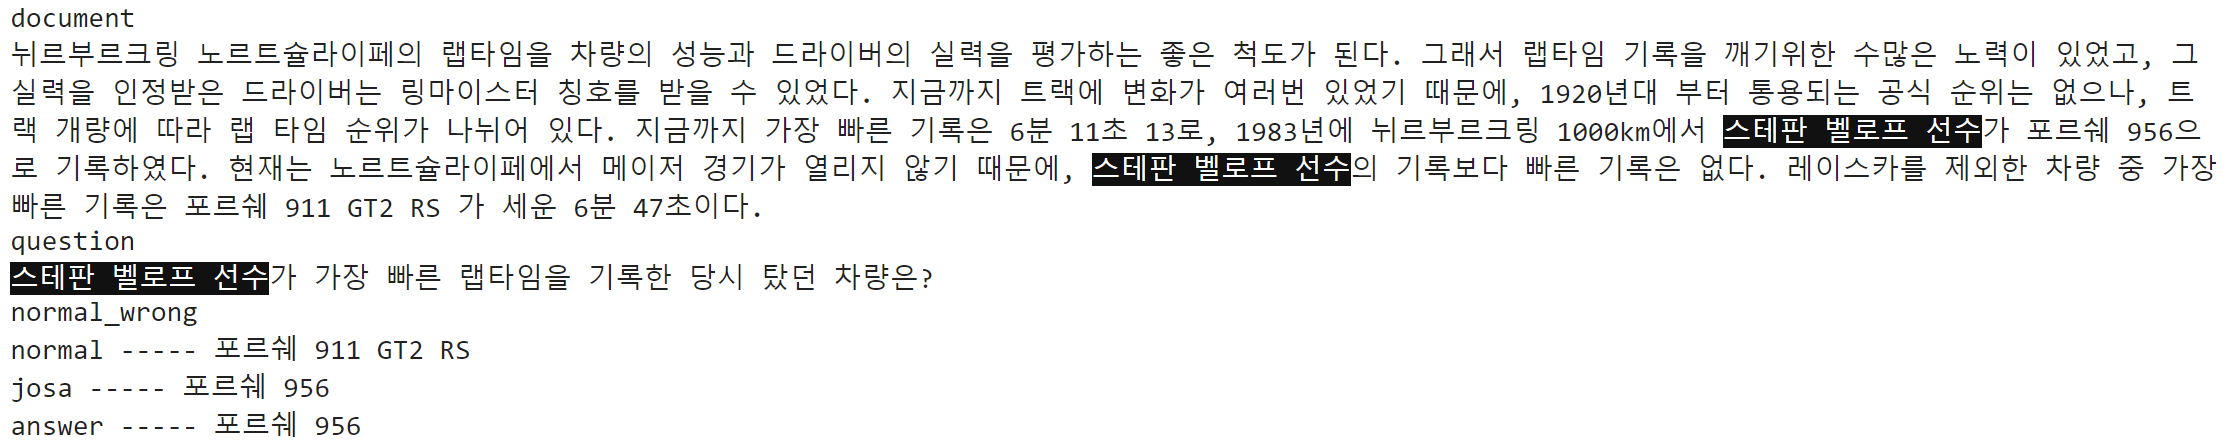 document
뉘르부르크링 노르트슐라이페의 랩타임을 차량의 성능과 드라이버의 실력을 평가하는 좋은 척도가 된다. 그래서 랩타임 기록을 깨기위한 수많은 노력이 있었고, 그
실력을 인정받은 드라이버는 링마이스터 칭호를 받을 수 있었다. 지금까지 트랙에 변화가 여러번 있었기 때문에, 1920년대 부터 통용되는 공식 순위는 없으나, 트
랙 개량에 따라 랩 타임 순위가 나뉘어 있다. 지금까지 가장 빠른 기록은 6분 11초 13로, 1983년에 뉘르부르크링 1000km에서 스테판 벨로프 선수가 포르쉐 956으
로 기록하였다. 현재는 노르트슐라이페에서 메이저 경기가 열리지 않기 때문에, 스테판 벨로프 선수의 기록보다 빠른 기록은 없다. 레이스카를 제외한 차량 중 가장
빠른 기록은 포르쉐 911 GT2 RS 가 세운 6분 47초이다.
question
스테판 벨로프 선수가 가장 빠른 랩타임을 기록한 당시 탔던 차량은?
normal_wrong
normal ----- 포르쉐 911 GT2 RS
josa ----- 포르쉐 956
answer ----- 포르쉐 956